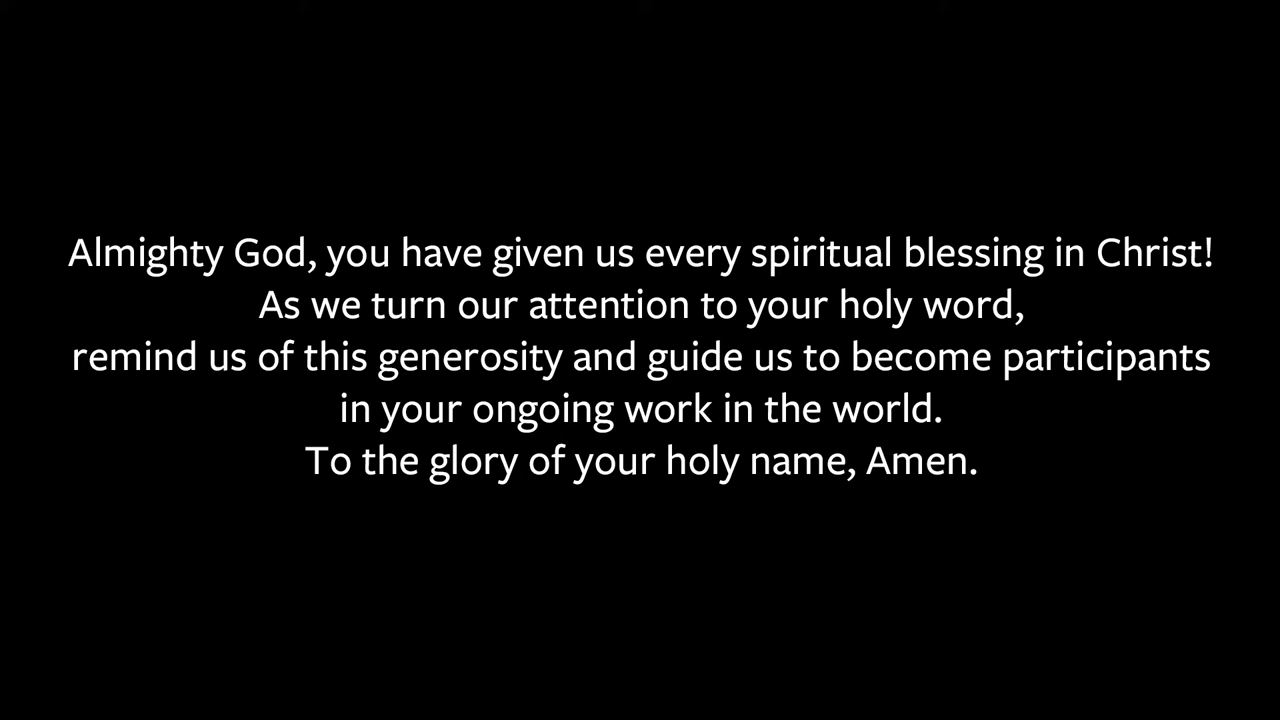 Almighty God, you have given us every spiritual blessing in Christ!
As we turn our attention to your holy word,
remind us of this generosity and guide us to become participants
in your ongoing work in the world.
To the glory of your holy name, Amen.